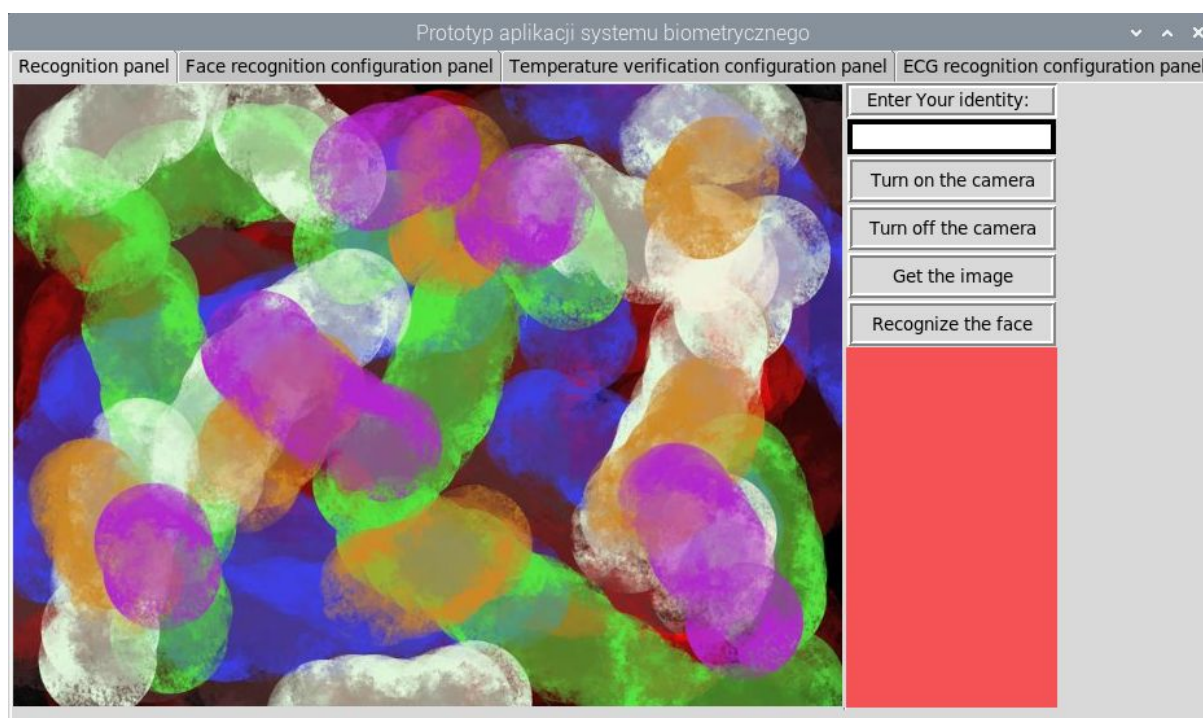 Prototyp aplikacji systemu biometrycznego
Recognition panel Face recognition configuration panel Temperature verification configuration panel ECG recognition configuration panel
Enter Your identity:
Turn on the camera
Turn off the camera
Get the image
Recognize the face